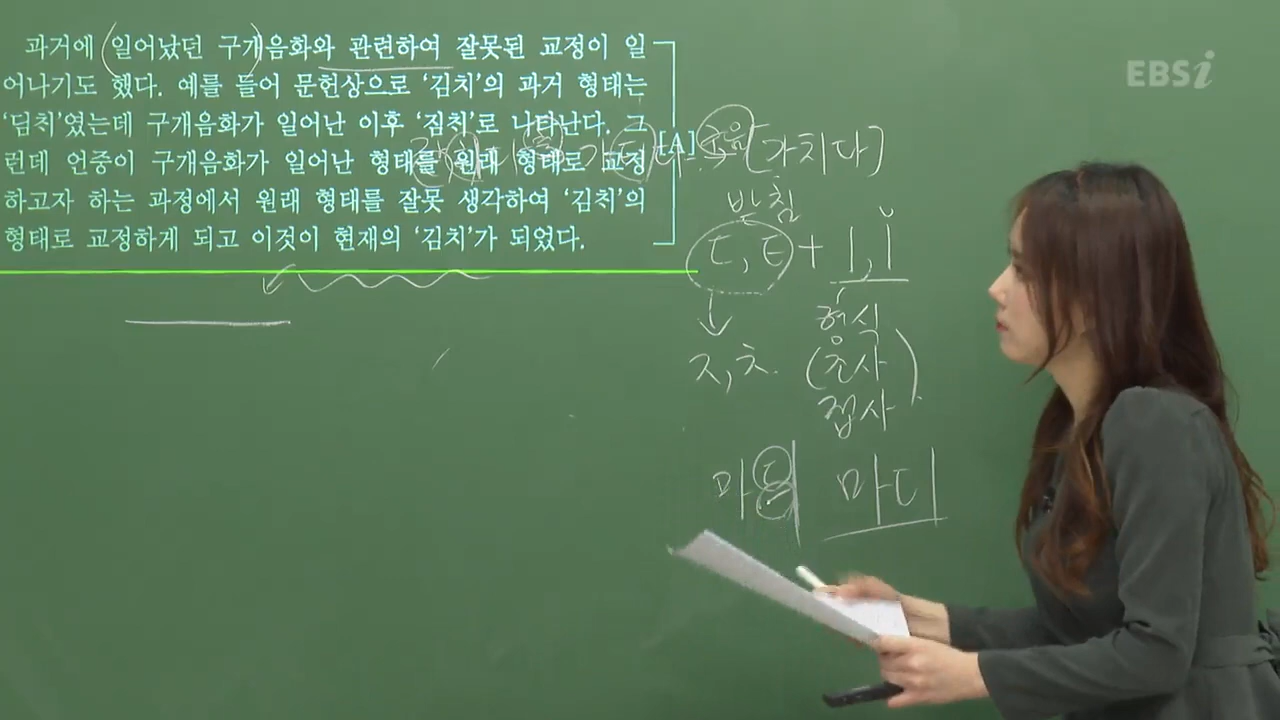 과거에 일어났던 구개음화와 관련하여 잘못된 교정이 일
어나기도 했다. 예를 들어 문헌상으로 ‘김치’의 과거 형태는
‘딤ᄎᆡ’였는데 구개음화가 일어난 이후 ‘짐ᄎᆡ’로 나타난다. 그
런데 언중이 구개음화가 일어난 형태를 원래 형태로 교정
하고자 하는 과정에서 원래 형태를 잘못 생각하여 ‘김ᄎᆡ’의
형태로 교정하게 되고 이것이 현재의 ‘김치’가 되었다.
[A]
EBSi
[가치다]
받침
ㄷ, ㅌ + ㅣ, ㅣ
↓
ㅈ, ㅊ
형식
(조사)
접사
마디